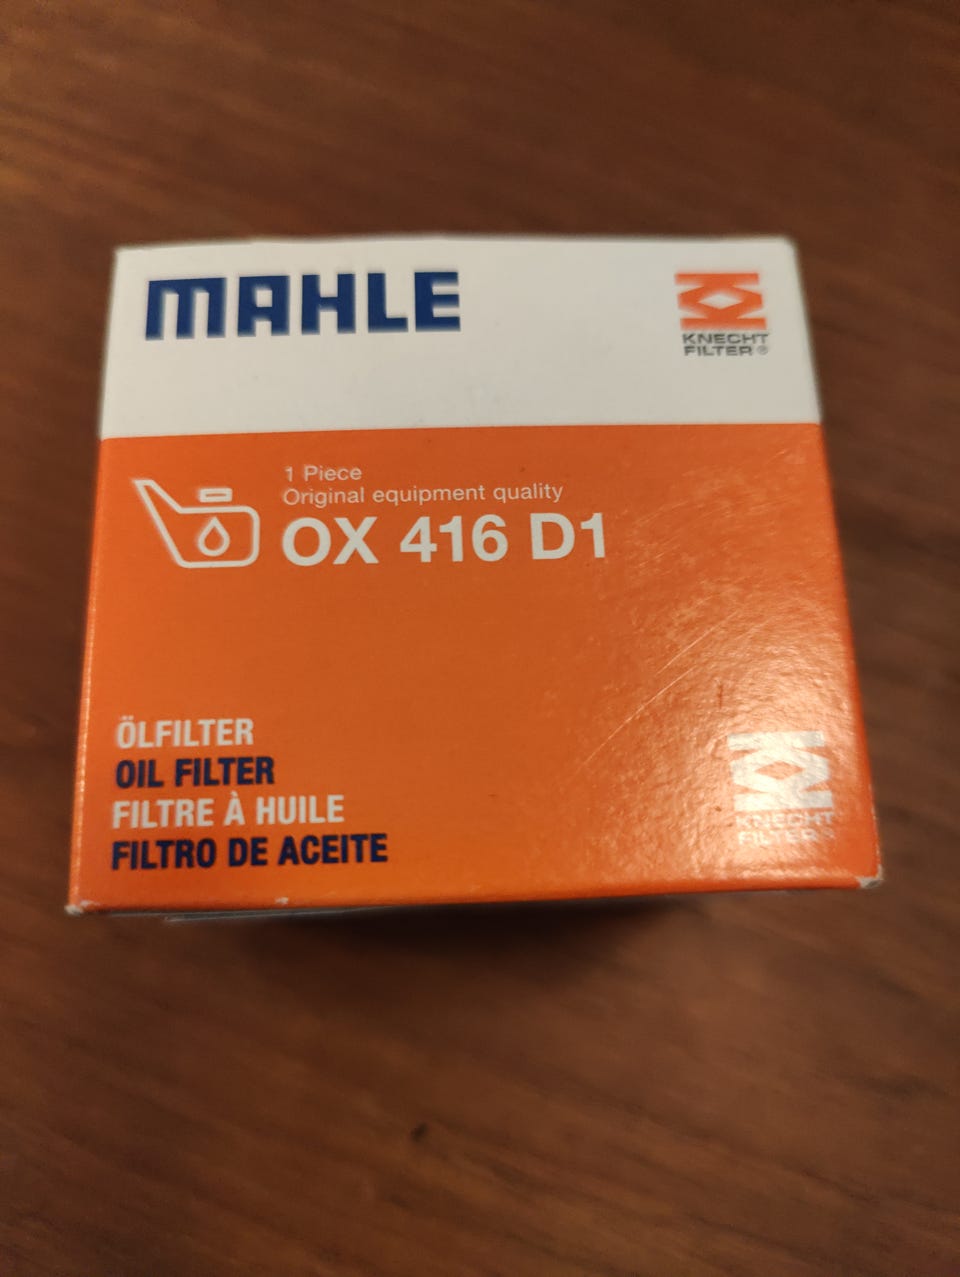 MAHLE
KNECHT
FILTER®
1 Piece
Original equipment quality
OX 416 D1
ÖLFILTER
OIL FILTER
FILTRE À HUILE
FILTRO DE ACEITE
KNECHT
FILTER®